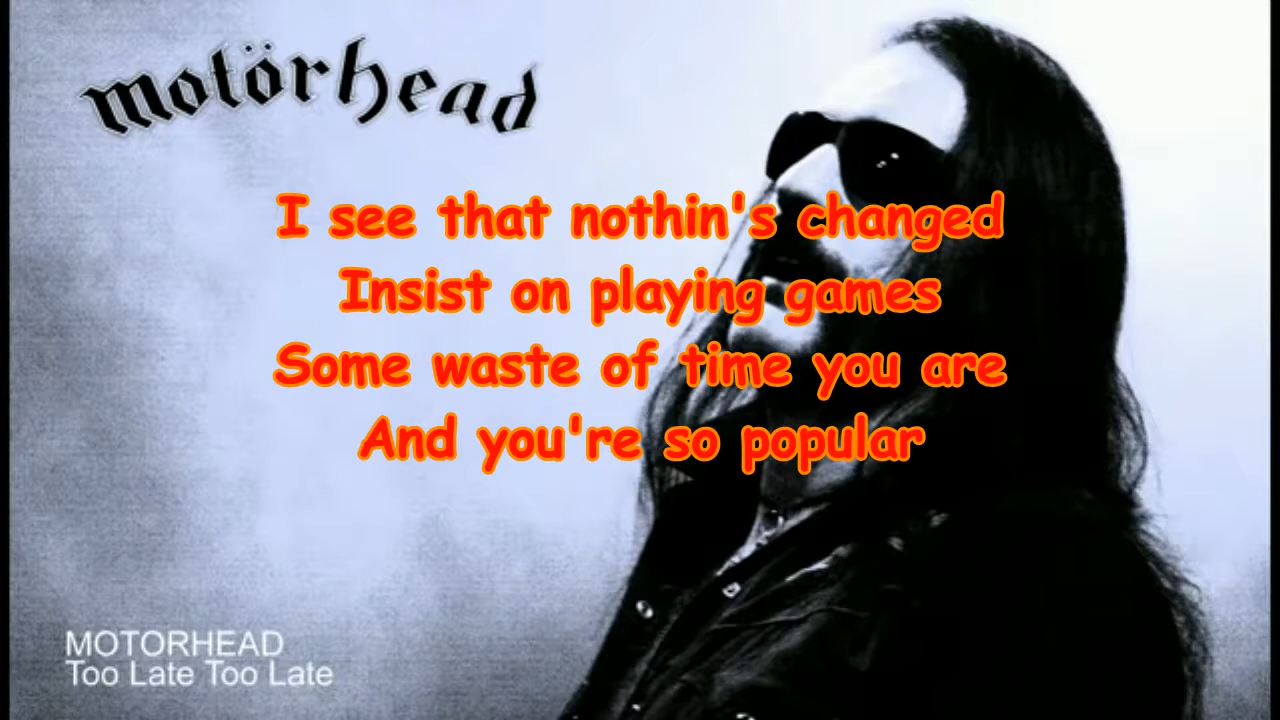 motörhead
I see that nothin's changed
Insist on playing games
Some waste of time you are
And you're so popular
MOTORHEAD
Too Late Too Late